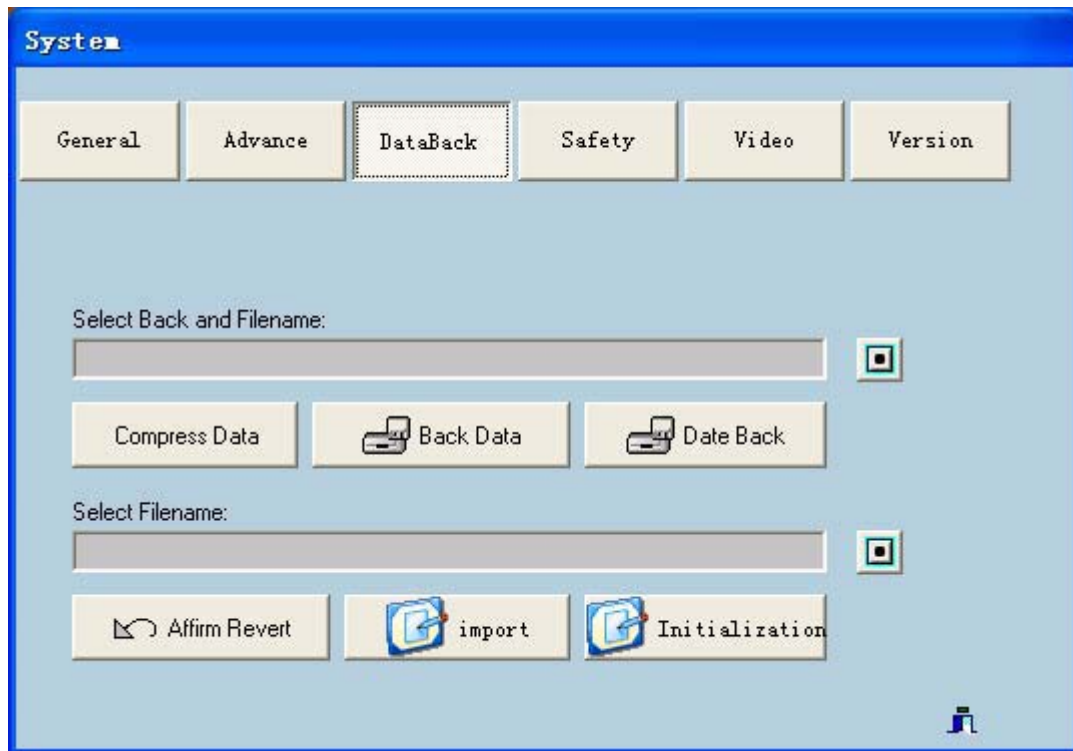 System
General Advance DataBack Safety Video Version
Select Back and Filename:
Compress Data Back Data Date Back
Select Filename:
Affirm Revert import Initialization